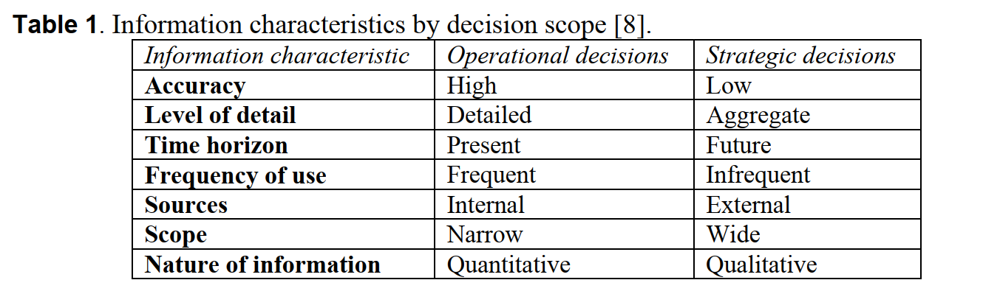 Table 1. Information characteristics by decision scope [8].
Information characteristic Operational decisions Strategic decisions
Accuracy High Low
Level of detail Detailed Aggregate
Time horizon Present Future
Frequency of use Frequent Infrequent
Sources Internal External
Scope Narrow Wide
Nature of information Quantitative Qualitative